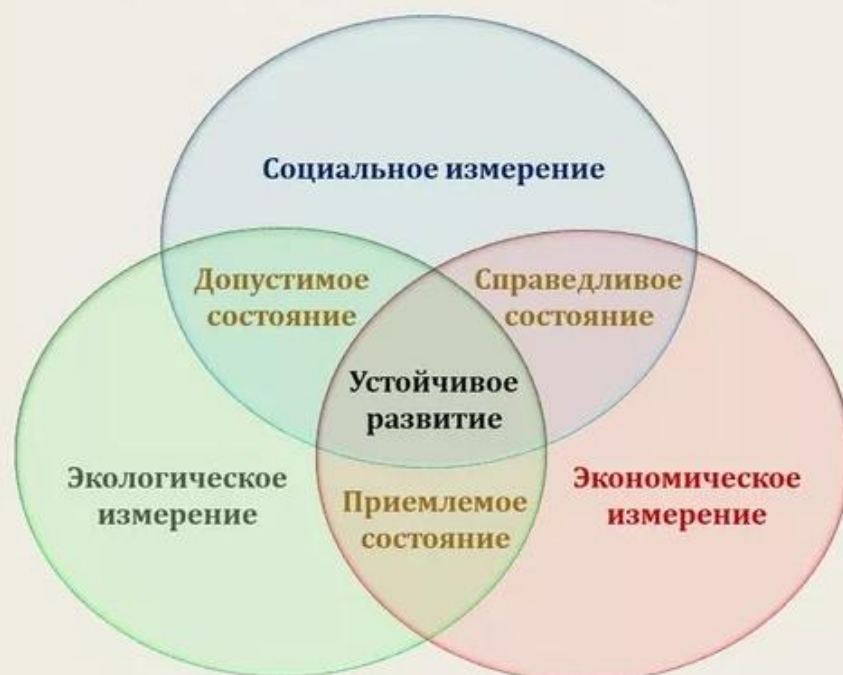 Социальное измерение
Допустимое
состояние
Справедливое
состояние
Устойчивое
развитие
Экологическое
измерение
Приемлемое
состояние
Экономическое
измерение